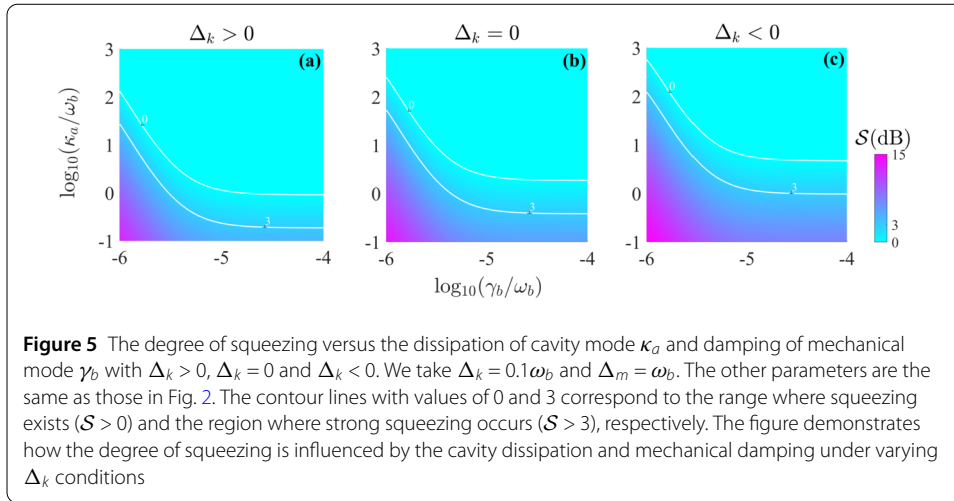 Δ_k > 0 Δ_k = 0 Δ_k < 0
(a) (b) (c)
3 3 3
2 2 2
1 1 1
0 0 0
-1 -1 -1
log₁₀(κ_a/ω_b)
0 0 0
3 3 3
S(dB)
15
3
0
-6 -5 -4 -6 -5 -4 -6 -5 -4
log₁₀(γ_b/ω_b)
Figure 5 The degree of squeezing versus the dissipation of cavity mode κ_a and damping of mechanical
mode γ_b with Δ_k > 0, Δ_k = 0 and Δ_k < 0. We take Δ_k = 0.1ω_b and Δ_m = ω_b. The other parameters are the
same as those in Fig. 2. The contour lines with values of 0 and 3 correspond to the range where squeezing
exists (S > 0) and the region where strong squeezing occurs (S > 3), respectively. The figure demonstrates
how the degree of squeezing is influenced by the cavity dissipation and mechanical damping under varying
Δ_k conditions